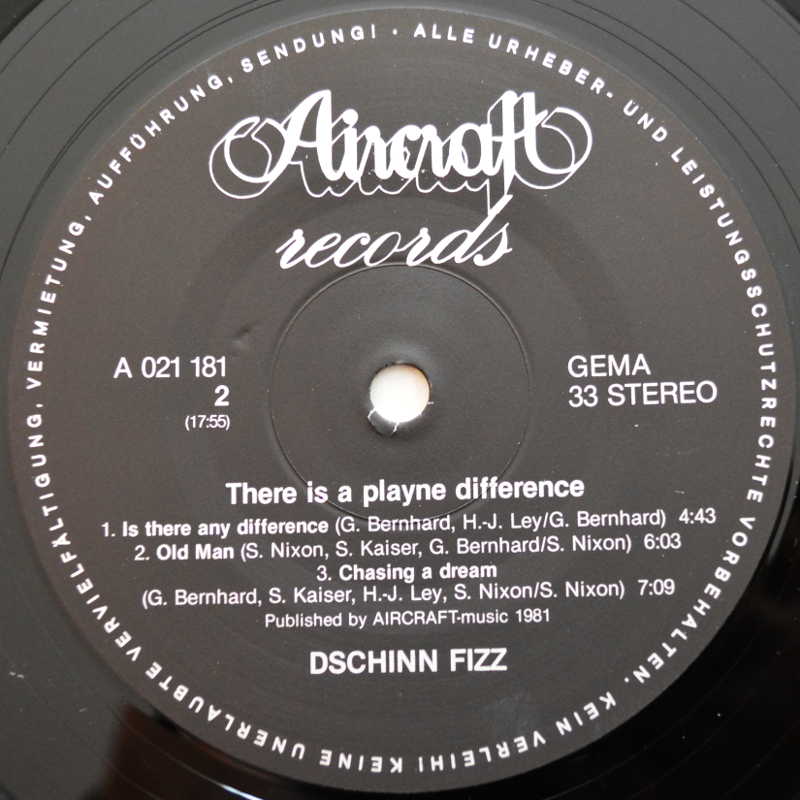 ALLE URHEBER- UND LEISTUNGSSCHUTZRECHTE VORBEHALTEN. KEIN VERLEIH! KEINE UNERLAUBTE VERVIELFÄLTIGUNG, VERMIETUNG, AUFFÜHRUNG, SENDUNG! ·
Aircraft
records
A 021 181
2
(17:55)
GEMA
33 STEREO
There is a playne difference
1. Is there any difference (G. Bernhard, H.-J. Ley/G. Bernhard) 4:43
2. Old Man (S. Nixon, S. Kaiser, G. Bernhard/S. Nixon) 6:03
3. Chasing a dream
(G. Bernhard, S. Kaiser, H.-J. Ley, S. Nixon/S. Nixon) 7:09
Published by AIRCRAFT-music 1981
DSCHINN FIZZ